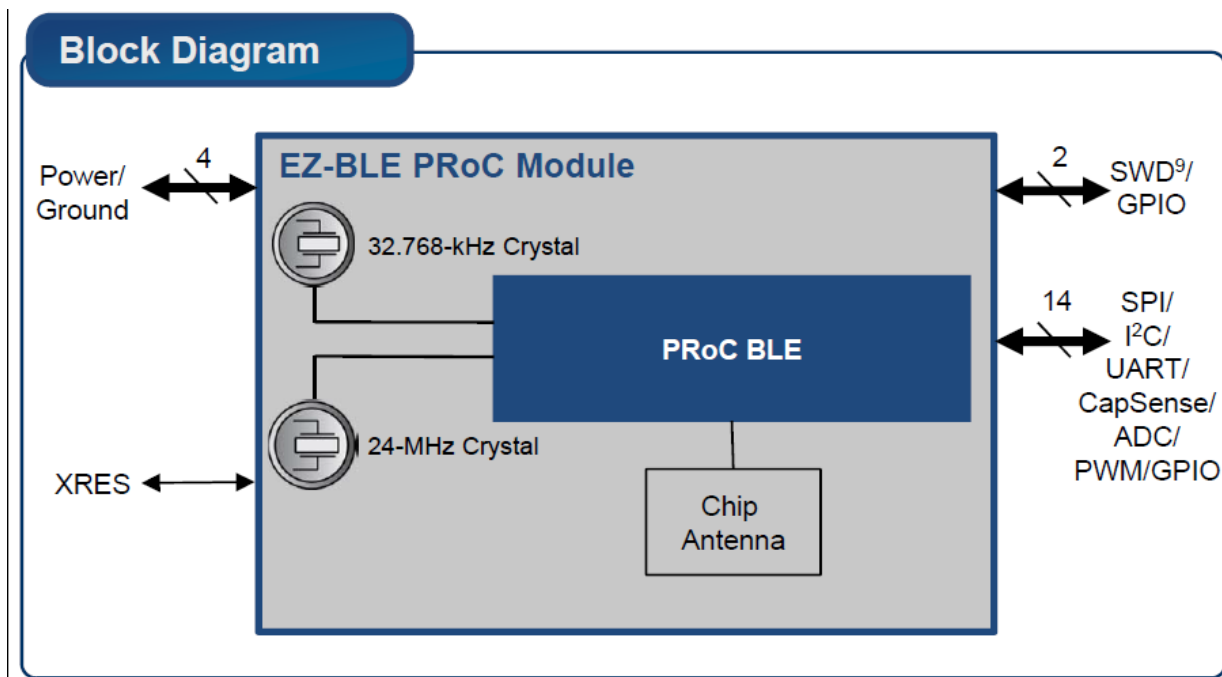 Block Diagram
EZ-BLE PRoC Module
4
Power/
Ground
32.768-kHz Crystal
PRoC BLE
24-MHz Crystal
XRES
Chip
Antenna
2
SWD⁹/
GPIO
14
SPI/
I²C/
UART/
CapSense/
ADC/
PWM/GPIO